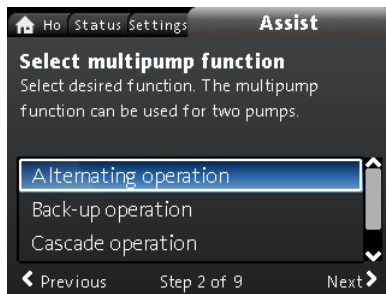 Ho Status Settings Assist
Select multipump function
Select desired function. The multipump
function can be used for two pumps.
Alternating operation
Back-up operation
Cascade operation
Previous Step 2 of 9 Next